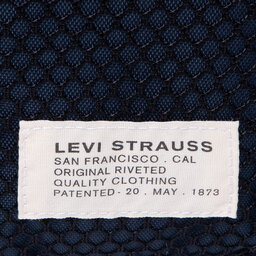 LEVI STRAUSS
SAN FRANCISCO . CAL
ORIGINAL RIVETED
QUALITY CLOTHING
PATENTED - 20 . MAY . 1873